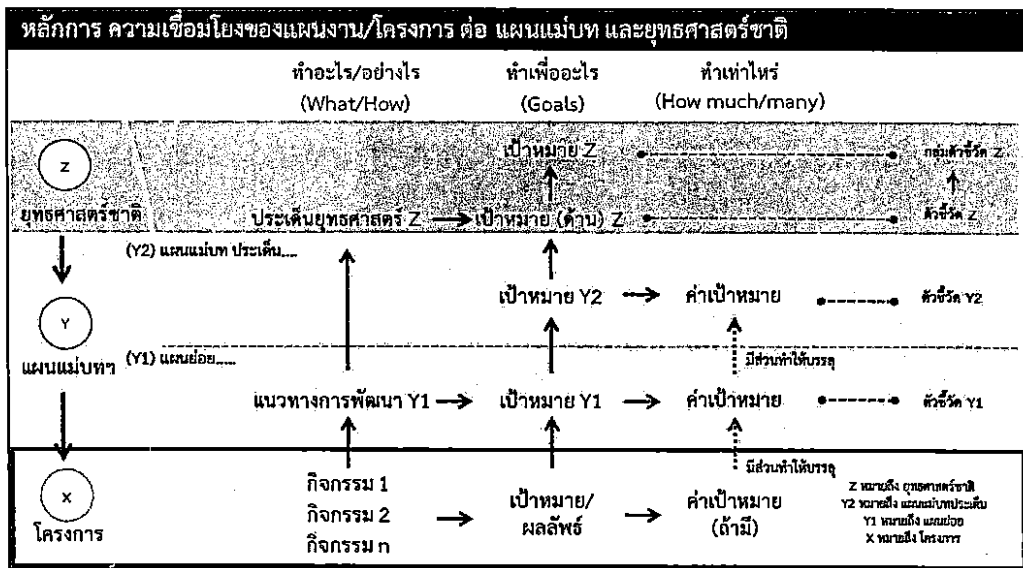 หลักการ ความเชื่อมโยงของแผนงาน/โครงการ ต่อ แผนแม่บท และยุทธศาสตร์ชาติ
ทำอะไร/อย่างไร ทำเพื่ออะไร ทำเท่าไหร่
(What/How) (Goals) (How much/many)
Z เป้าหมาย Z กลุ่มตัวชี้วัด Z
ยุทธศาสตร์ชาติ ประเด็นยุทธศาสตร์ Z เป้าหมาย (ด้าน) Z ตัวชี้วัด Z
(Y2) แผนแม่บท ประเด็น.....
เป้าหมาย Y2 ค่าเป้าหมาย ตัวชี้วัด Y2
Y
แผนแม่บทฯ (Y1) แผนย่อย..... มีส่วนทำให้บรรลุ
แนวทางการพัฒนา Y1 เป้าหมาย Y1 ค่าเป้าหมาย ตัวชี้วัด Y1
มีส่วนทำให้บรรลุ
X
โครงการ
กิจกรรม 1
กิจกรรม 2
กิจกรรม n
เป้าหมาย/
ผลลัพธ์
ค่าเป้าหมาย
(ถ้ามี)
Z หมายถึง ยุทธศาสตร์ชาติ
Y2 หมายถึง แผนแม่บทประเด็น
Y1 หมายถึง แผนย่อย
X หมายถึง โครงการ